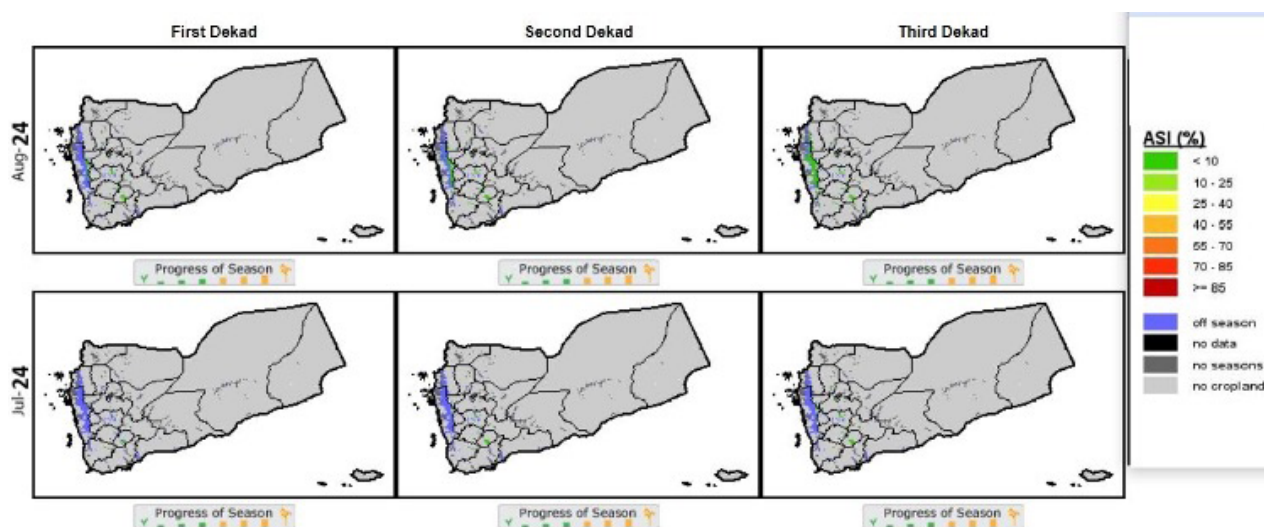 First Dekad Second Dekad Third Dekad
Aug-24
Progress of Season Progress of Season Progress of Season
Jul-24
Progress of Season Progress of Season Progress of Season
ASI (%)
< 10
10 - 25
25 - 40
40 - 55
55 - 70
70 - 85
>= 85
off season
no data
no seasons
no cropland